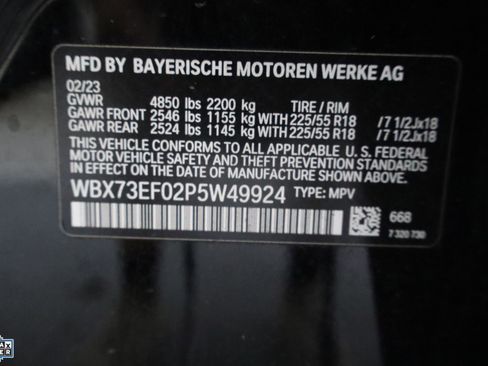 MFD BY BAYERISCHE MOTOREN WERKE AG
02/23
GVWR 4850 lbs 2200 kg TIRE / RIM
GAWR FRONT 2546 lbs 1155 kg WITH 225/55 R18 /7 1/2Jx18
GAWR REAR 2524 lbs 1145 kg WITH 225/55 R18 /7 1/2Jx18
THIS VEHICLE CONFORMS TO ALL APPLICABLE U.S. FEDERAL
MOTOR VEHICLE SAFETY AND THEFT PREVENTION STANDARDS
IN EFFECT ON THE DATE OF MANUFACTURE SHOWN ABOVE.
WBX73EF02P5W49924 TYPE: MPV
668
7 320 730